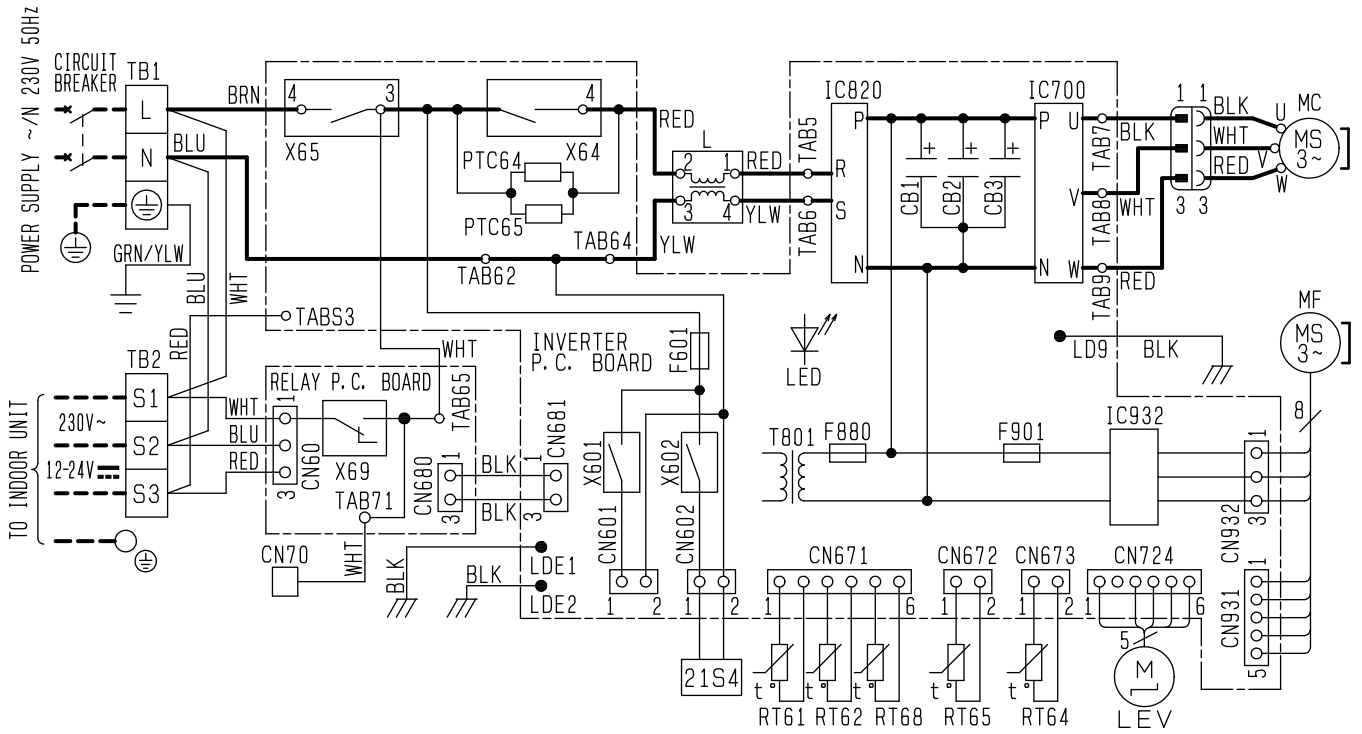 POWER SUPPLY ~/N 230V 50Hz
CIRCUIT
BREAKER
TB1
L
N
BRN
BLU
GRN/YLW
BLU
WHT
RED
4
3
X65
4
X64
PTC64
PTC65
TAB62
TAB64
RED
YLW
L
2
1
3
4
RED
YLW
TAB5
TAB6
IC820
P
R
S
N
CB1
+
CB2
+
CB3
+
IC700
P
U
V
N
W
TAB7
TAB8
TAB9
BLK
WHT
RED
1
1
3
3
BLK
WHT
RED
U
V
W
MC
MS
3~
TABS3
INVERTER
P.C. BOARD
LED
LD9
BLK
MF
MS
3~
8
TB2
S1
S2
S3
TO INDOOR UNIT
230V~
12-24V
WHT
BLU
RED
RELAY P.C. BOARD
1
CN60
3
X69
WHT
TAB65
TAB71
CN680
1
3
BLK
BLK
CN681
1
3
CN70
WHT
BLK
BLK
LDE1
LDE2
F601
X601
X602
CN601
CN602
1
2
1
2
21S4
T801
F880
F901
IC932
1
CN932
3
1
CN931
5
CN671
1
6
CN672
1
2
CN673
1
2
CN724
1
6
t°
t°
t°
t°
t°
RT61
RT62
RT68
RT65
RT64
5
M
LEV